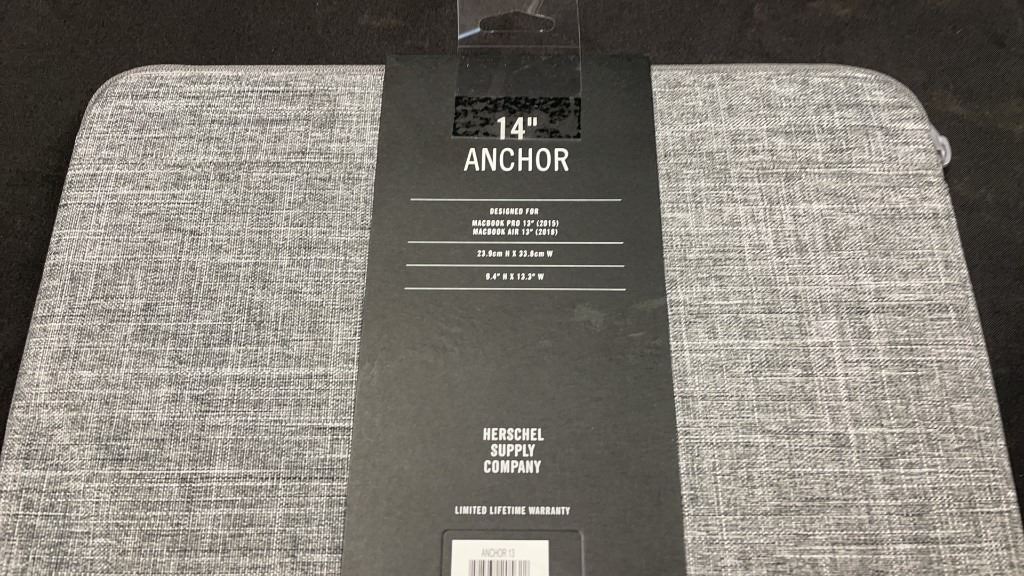 14"
ANCHOR
DESIGNED FOR
MACBOOK PRO 13" (2015)
MACBOOK AIR 13" (2018)
23.9cm H X 33.8cm W
9.4" H X 13.3" W
HERSCHEL
SUPPLY
COMPANY
LIMITED LIFETIME WARRANTY
ANCHOR 13